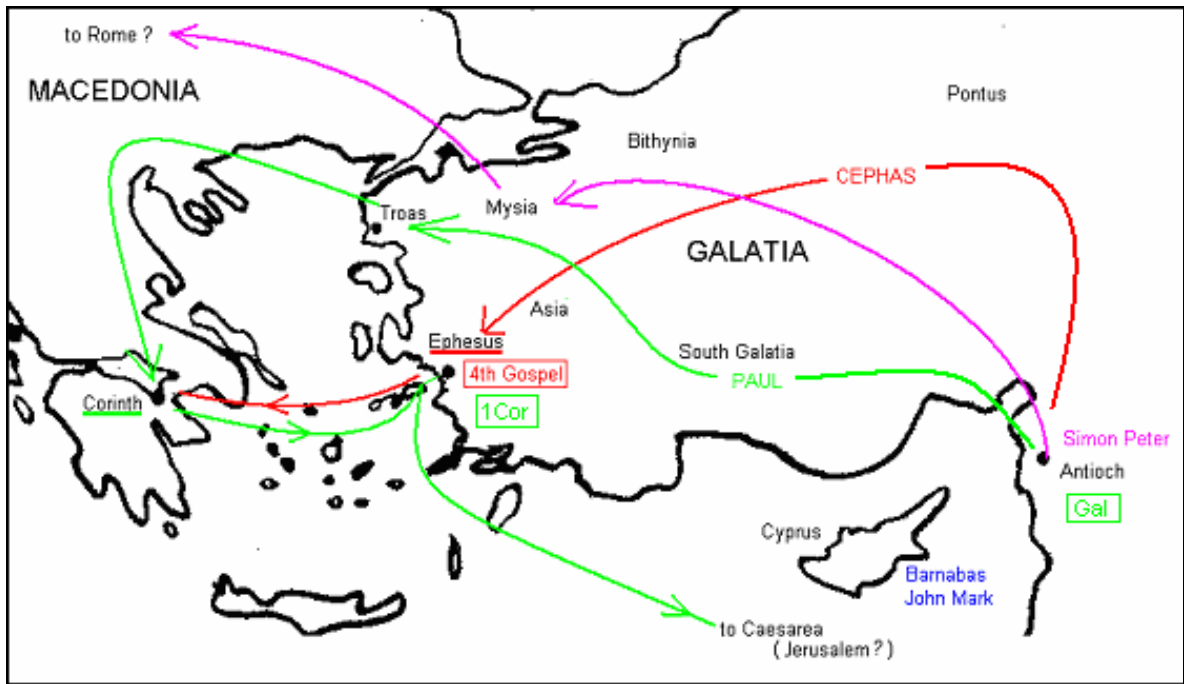 to Rome ?
MACEDONIA
Pontus
Bithynia
CEPHAS
Troas
Mysia
GALATIA
Asia
Ephesus
South Galatia
4th Gospel
PAUL
Corinth
1Cor
Simon Peter
Antioch
Gal
Cyprus
Barnabas
John Mark
to Caesarea
(Jerusalem?)